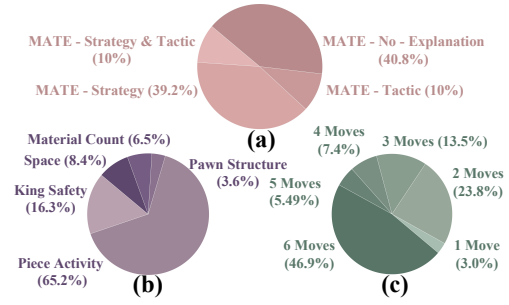 MATE - Strategy & Tactic
(10%)
MATE - No - Explanation
(40.8%)
MATE - Strategy (39.2%)
MATE - Tactic (10%)
(a)
Material Count (6.5%)
Space (8.4%)
Pawn Structure
(3.6%)
King Safety
(16.3%)
Piece Activity
(65.2%)
(b)
4 Moves
(7.4%)
3 Moves (13.5%)
2 Moves
(23.8%)
5 Moves
(5.49%)
6 Moves
(46.9%)
1 Move
(3.0%)
(c)